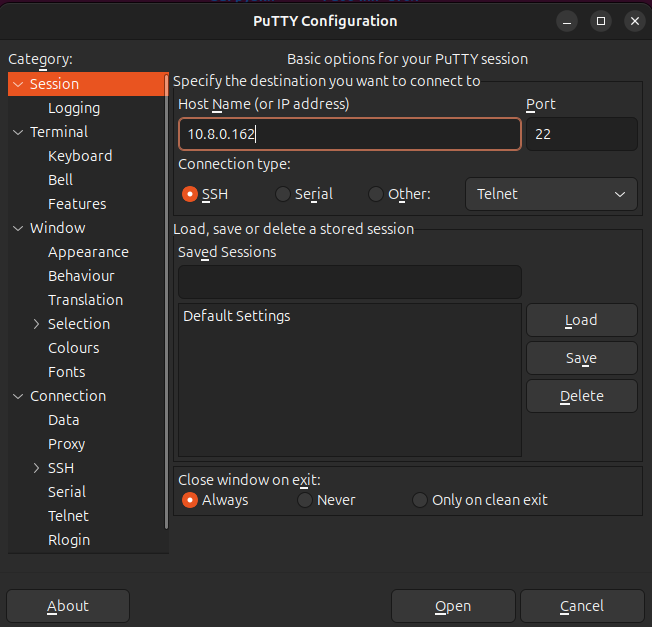 PuTTY Configuration
Category:
Session
Logging
Terminal
Keyboard
Bell
Features
Window
Appearance
Behaviour
Translation
Selection
Colours
Fonts
Connection
Data
Proxy
SSH
Serial
Telnet
Rlogin
Basic options for your PuTTY session
Specify the destination you want to connect to
Host Name (or IP address) Port
10.8.0.162 22
Connection type:
SSH Serial Other: Telnet
Load, save or delete a stored session
Saved Sessions
Default Settings
Load
Save
Delete
Close window on exit:
Always Never Only on clean exit
About Open Cancel